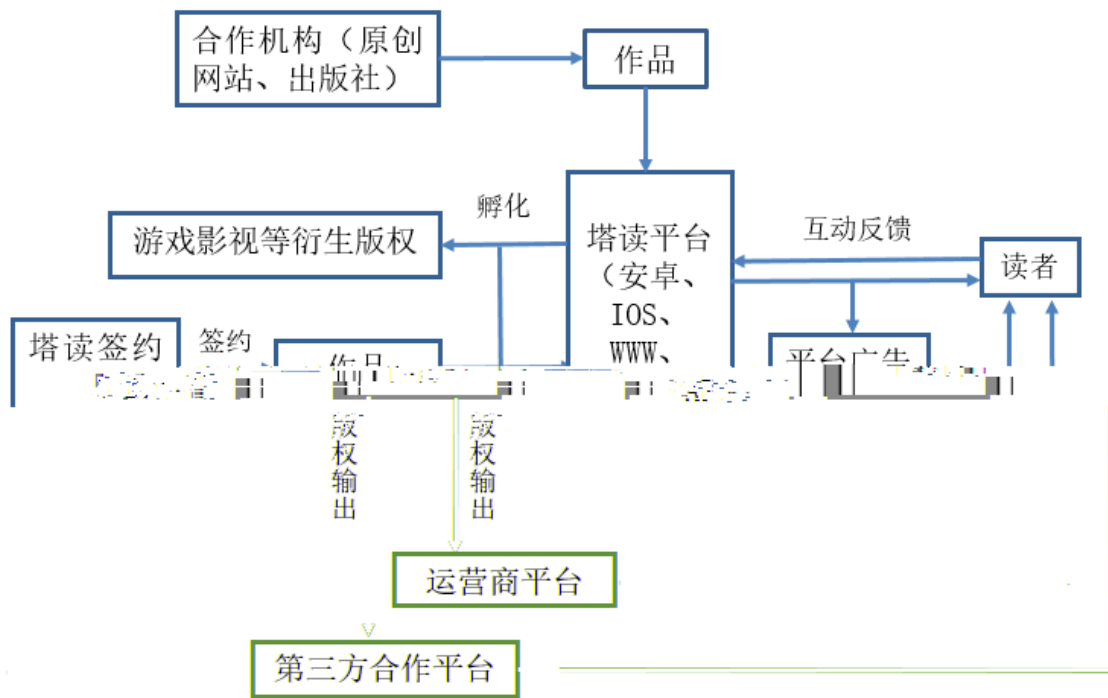 合作机构（原创
网站、出版社）
作品
孵化
游戏影视等衍生版权
塔读平台
（安卓、
IOS、
WWW、
互动反馈
读者
塔读签约
签约
作品
平台广告
版权输出
版权输出
运营商平台
第三方合作平台